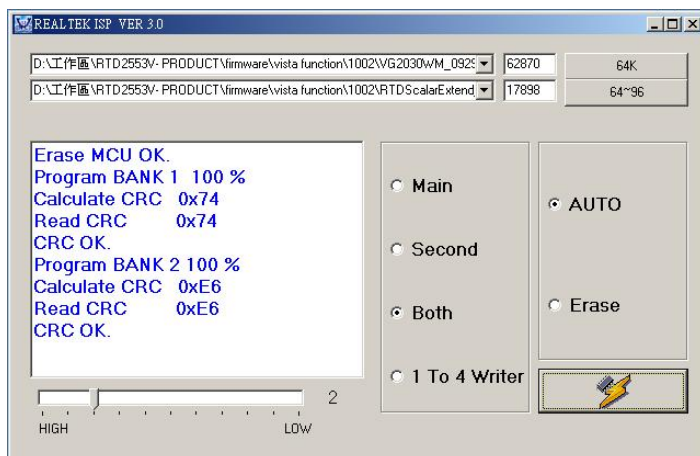 REALTEK ISP VER 3.0
D:\工作區\RTD2553V- PRODUCT\firmware\vista function\1002\VG2030WM_0929
62870
64K
D:\工作區\RTD2553V- PRODUCT\firmware\vista function\1002\RTDScalarExtend_
17898
64~96
Erase MCU OK.
Program BANK 1 100 %
Calculate CRC 0x74
Read CRC 0x74
CRC OK.
Program BANK 2 100 %
Calculate CRC 0xE6
Read CRC 0xE6
CRC OK.
Main
Second
Both
1 To 4 Writer
AUTO
Erase
2
HIGH
LOW